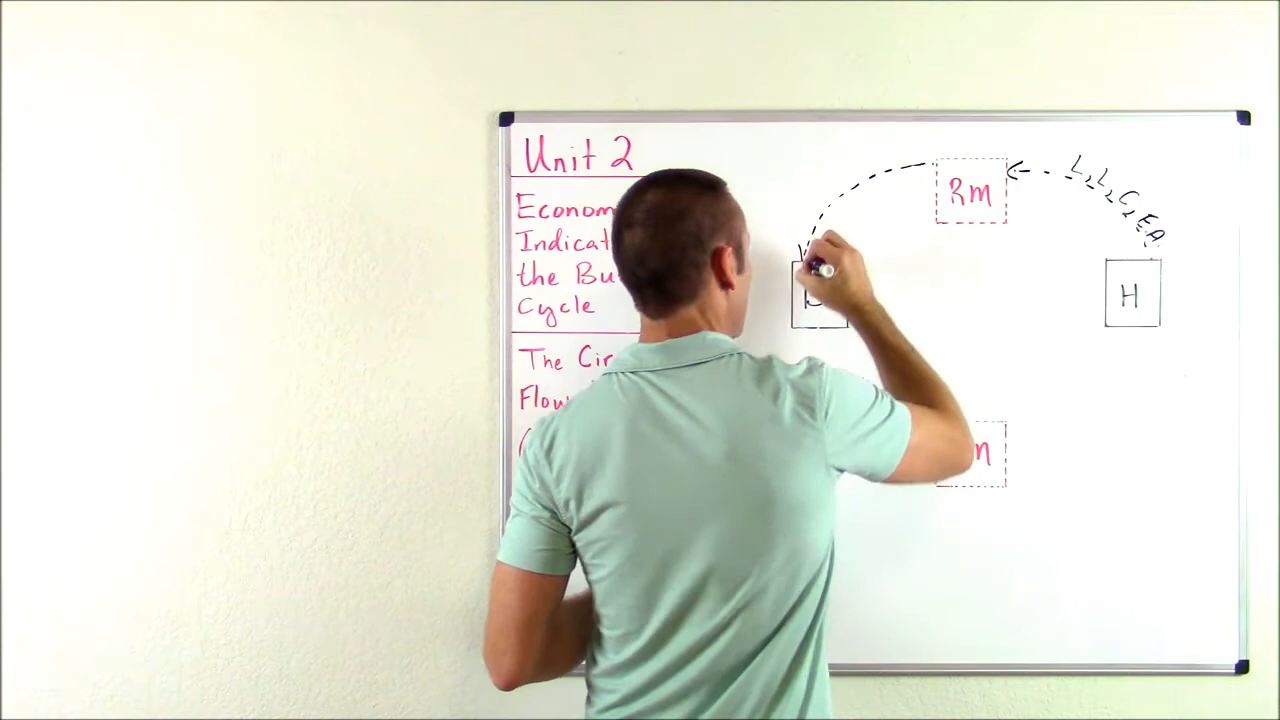 Unit 2
Econom
Indicat
the Bu
Cycle
The Cir
Flow
Rm
L, L, C, E.A.
H